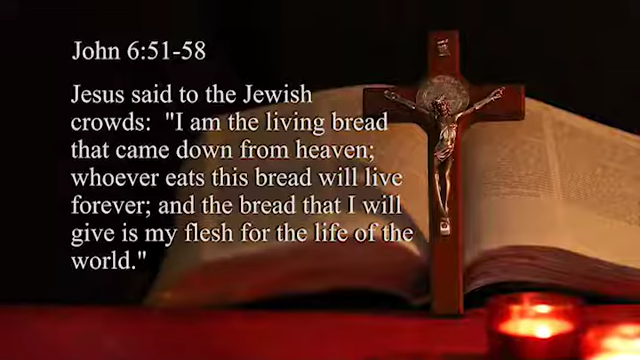 John 6:51-58
Jesus said to the Jewish
crowds: "I am the living bread
that came down from heaven;
whoever eats this bread will live
forever; and the bread that I will
give is my flesh for the life of the
world."